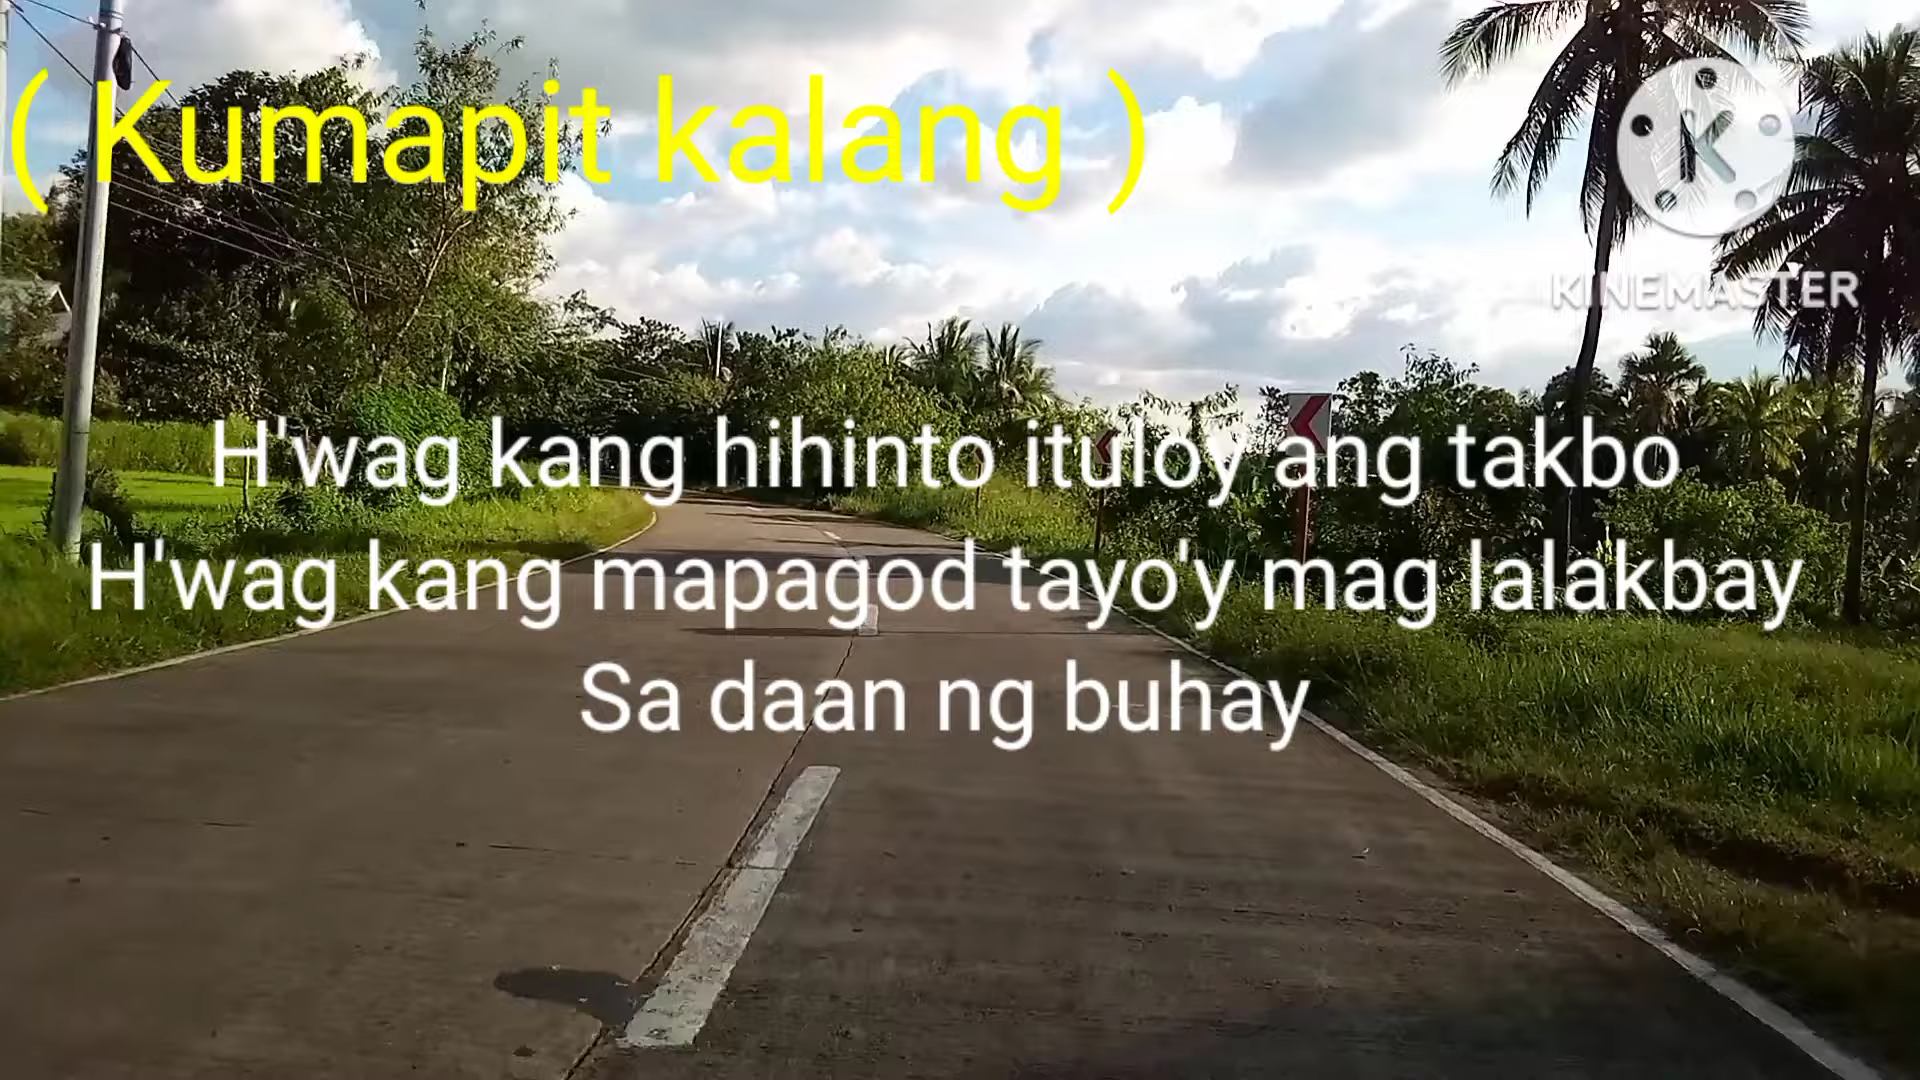 ( Kumapit kalang )
K
KINEMASTER
H'wag kang hihinto ituloy ang takbo
H'wag kang mapagod tayo'y mag lalakbay
Sa daan ng buhay